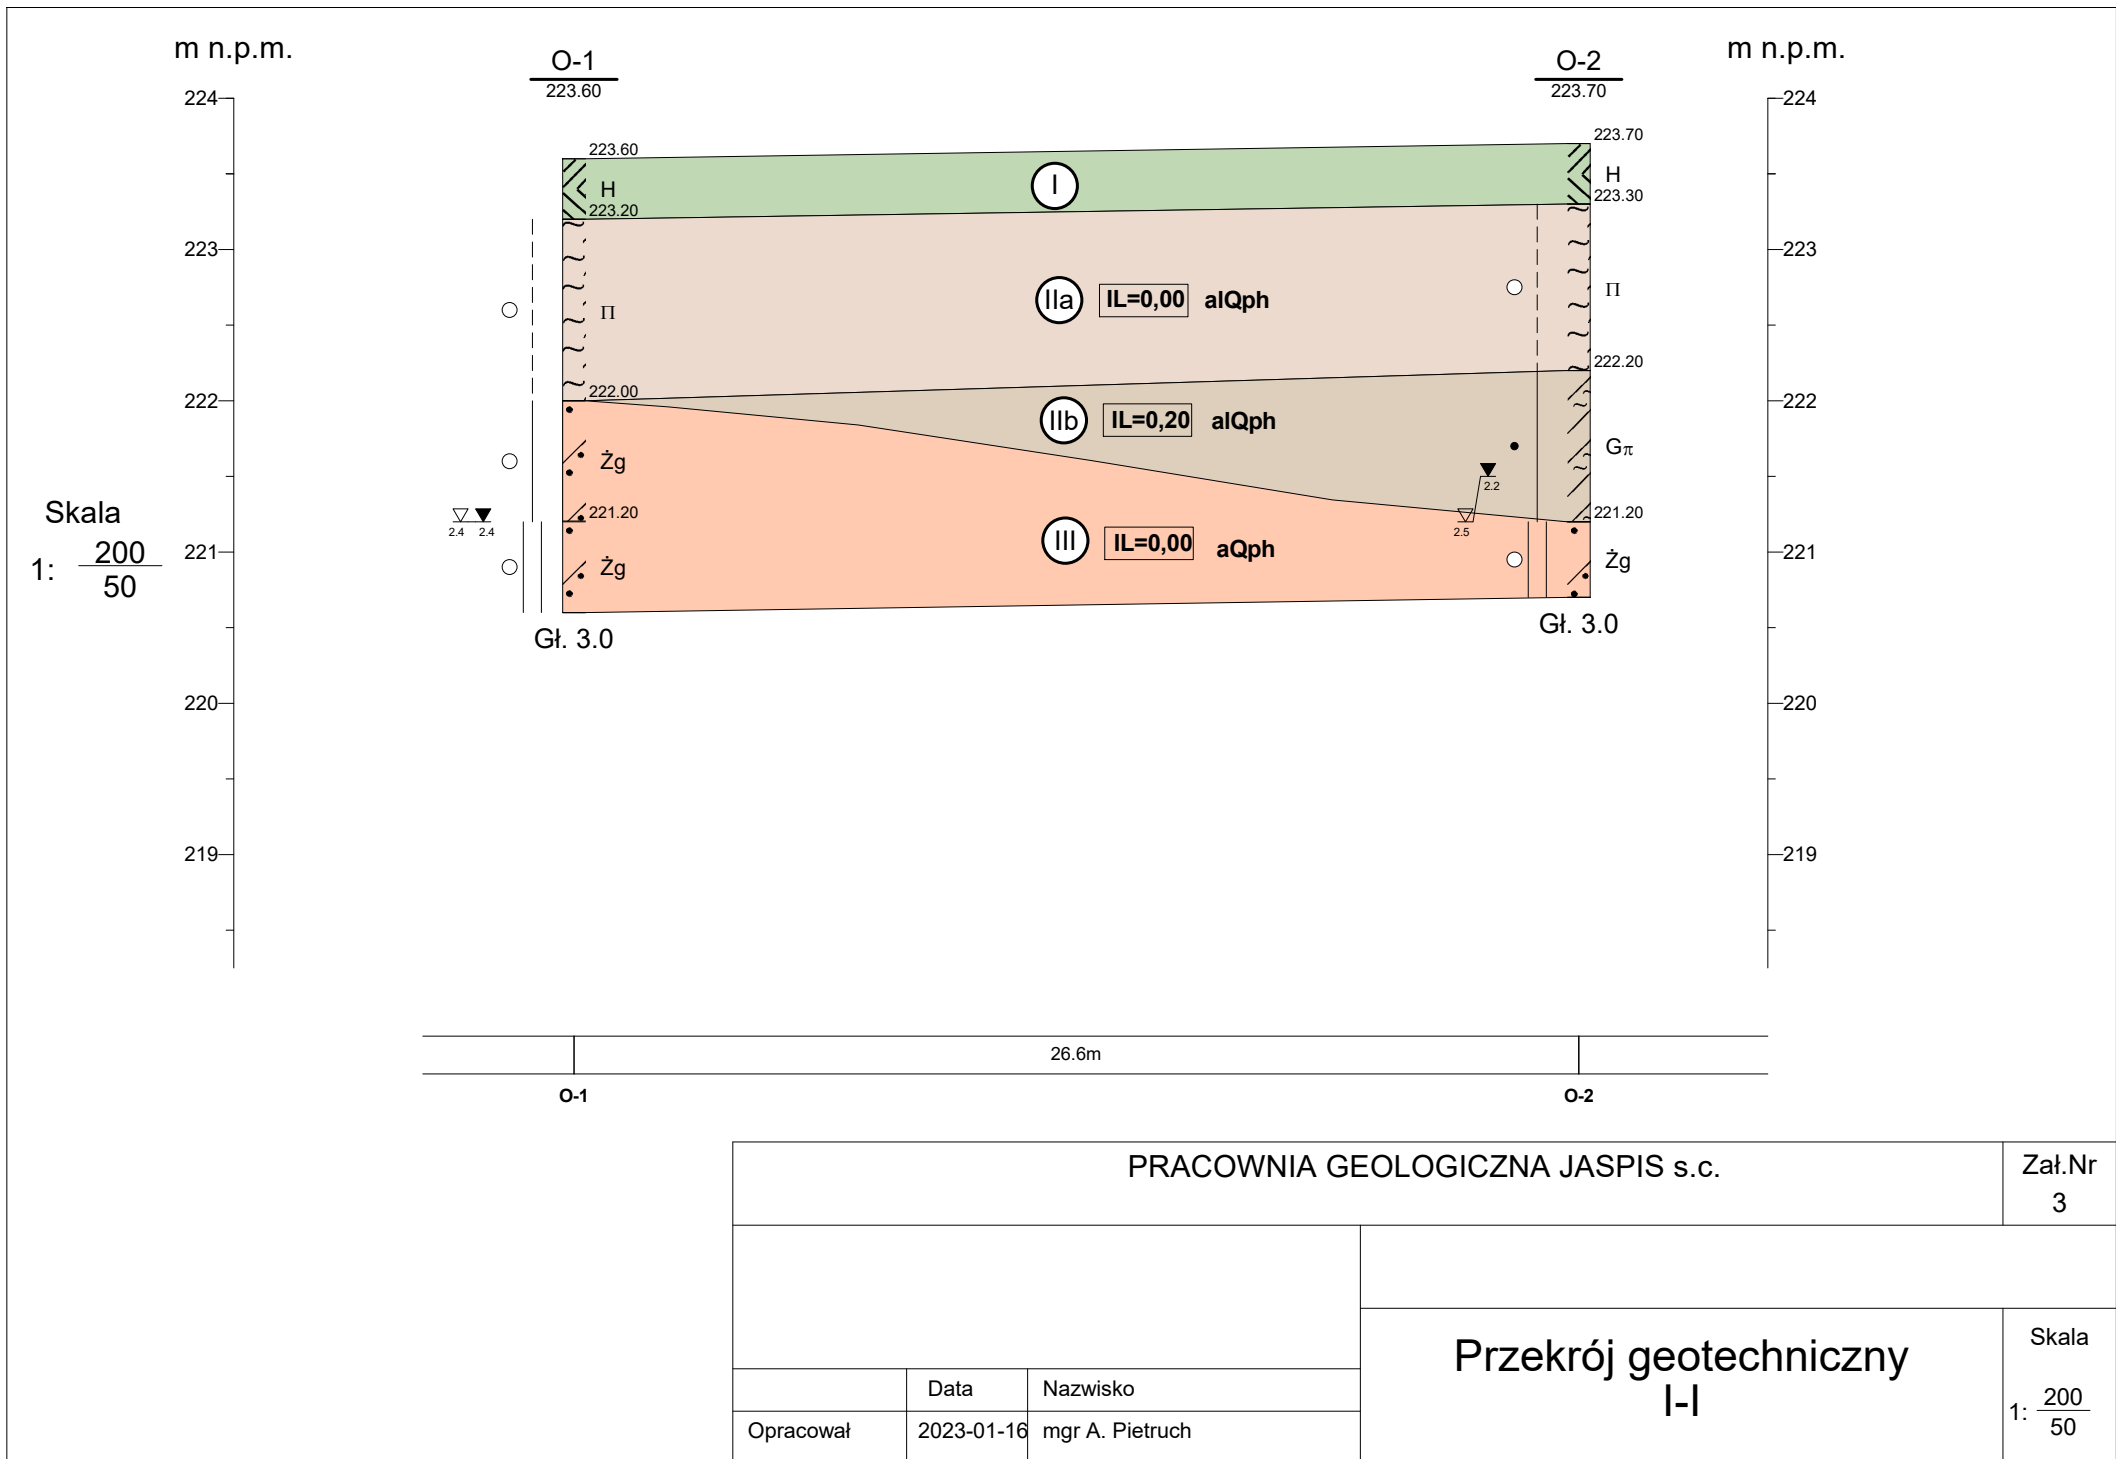 m n.p.m.
m n.p.m.
O-1
223.60
O-2
223.70
224
223
222
221
220
219
224
223
222
221
220
219
223.60
H
223.20
Π
222.00
Żg
221.20
Żg
Gł. 3.0
2.4 2.4
223.70
H
223.30
Π
222.20
Gπ
221.20
Żg
Gł. 3.0
2.2
2.5
I
IIa IL=0,00 alQph
IIb IL=0,20 alQph
III IL=0,00 aQph
Skala
1: 200
50
26.6m
O-1
O-2
PRACOWNIA GEOLOGICZNA JASPIS s.c.
Zał.Nr
3
Przekrój geotechniczny
I-I
Skala
1: 200
50
Data Nazwisko
Opracował 2023-01-16 mgr A. Pietruch